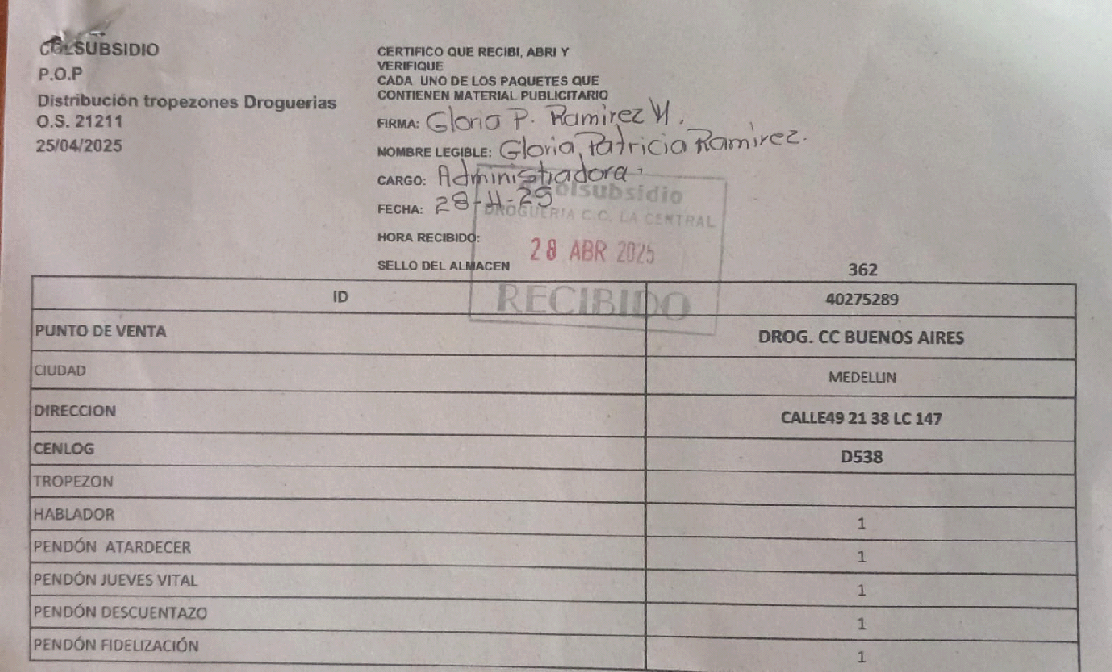 COLSUBSIDIO
P.O.P
Distribución tropezones Droguerias
O.S. 21211
25/04/2025
CERTIFICO QUE RECIBI, ABRI Y
VERIFIQUE
CADA UNO DE LOS PAQUETES QUE
CONTIENEN MATERIAL PUBLICITARIO
FIRMA: Gloria P. Ramirez M.
NOMBRE LEGIBLE: Gloria Patricia Ramirez.
CARGO: Administradora.
FECHA: 28-4-25
HORA RECIBIDO:
SELLO DEL ALMACEN
colsubsidio
DROGUERIA C.C. LA CENTRAL
28 ABR 2025
RECIBIDO
362
ID 40275289
PUNTO DE VENTA DROG. CC BUENOS AIRES
CIUDAD MEDELLIN
DIRECCION CALLE49 21 38 LC 147
CENLOG D538
TROPEZON
HABLADOR 1
PENDÓN ATARDECER 1
PENDÓN JUEVES VITAL 1
PENDÓN DESCUENTAZO 1
PENDÓN FIDELIZACIÓN 1